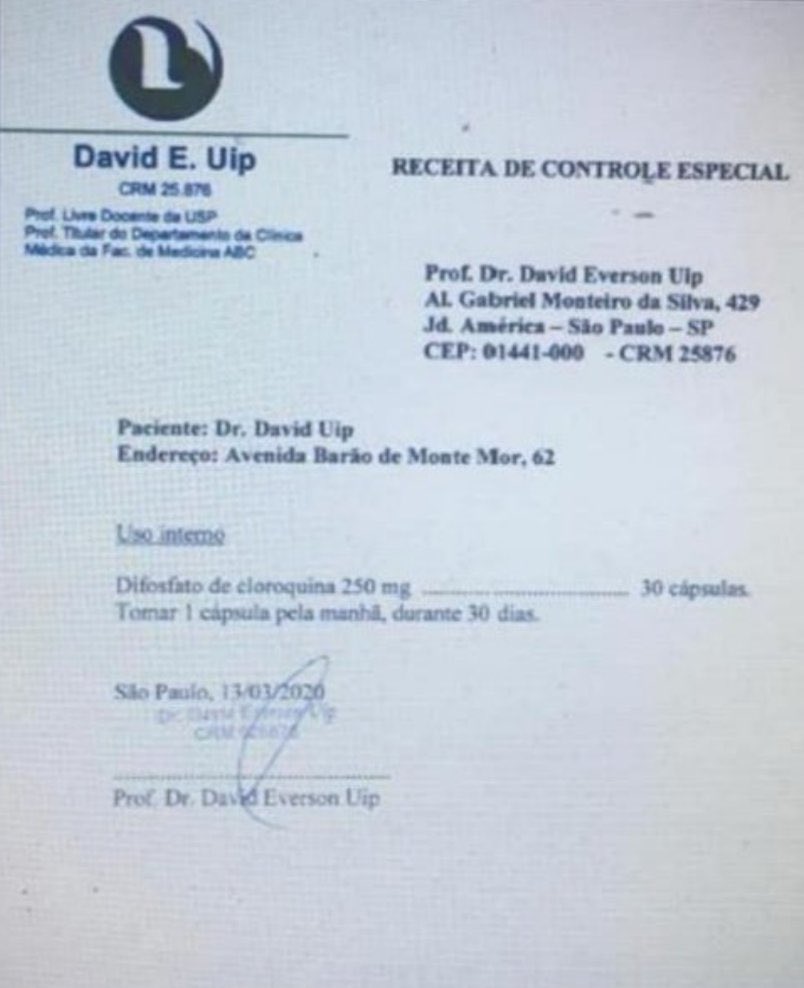 David E. Uip
CRM 25.876
Prof. Livre Docente da USP
Prof. Titular do Departamento de Clínica
Médica da Fac. de Medicina ABC
RECEITA DE CONTROLE ESPECIAL
Prof. Dr. David Everson Uip
Al. Gabriel Monteiro da Silva, 429
Jd. América – São Paulo – SP
CEP: 01441-000 - CRM 25876
Paciente: Dr. David Uip
Endereço: Avenida Barão de Monte Mor, 62
Uso interno
Difosfato de cloroquina 250 mg ........................................ 30 cápsulas.
Tomar 1 cápsula pela manhã, durante 30 dias.
São Paulo, 13/03/2020
Dr. David Everson Uip
CRM
Prof. Dr. David Everson Uip